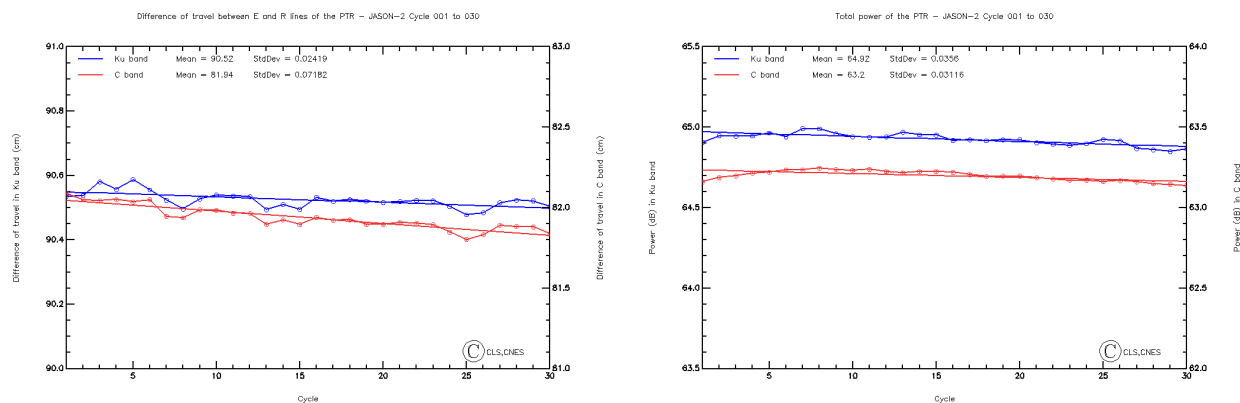 Difference of travel between E and R lines of the PTR - JASON-2 Cycle 001 to 030
91.0
90.8
90.6
90.4
90.2
90.0
83.0
82.5
82.0
81.5
81.0
Ku band Mean = 90.52 StdDev = 0.02419
C band Mean = 81.94 StdDev = 0.07182
Difference of travel in Ku band (cm)
Difference of travel in C band (cm)
© CLS,CNES
5 10 15 20 25 30
Cycle
Total power of the PTR - JASON-2 Cycle 001 to 030
65.5
65.0
64.5
64.0
63.5
64.0
63.5
63.0
62.5
62.0
Ku band Mean = 64.92 StdDev = 0.0356
C band Mean = 63.2 StdDev = 0.03116
Power (dB) in Ku band
Power (dB) in C band
© CLS,CNES
5 10 15 20 25 30
Cycle